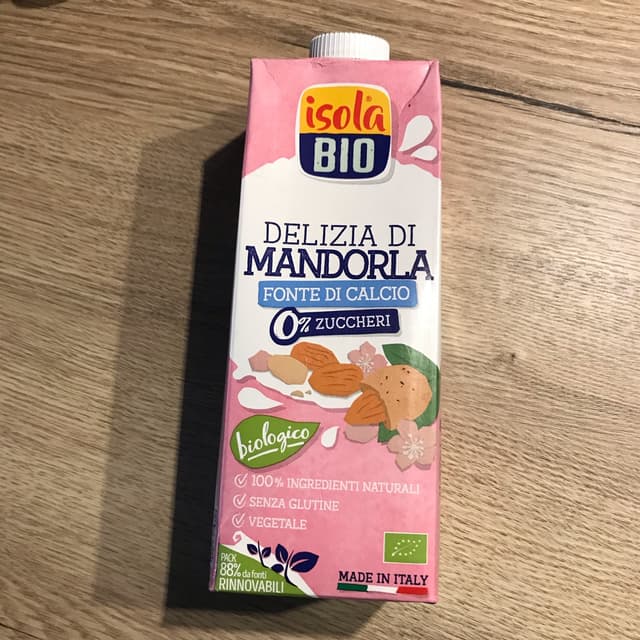 isola
BIO
DELIZIA DI
MANDORLA
FONTE DI CALCIO
0% ZUCCHERI
biologico
100% INGREDIENTI NATURALI
SENZA GLUTINE
VEGETALE
PACK
88% da fonti
RINNOVABILI
MADE IN ITALY